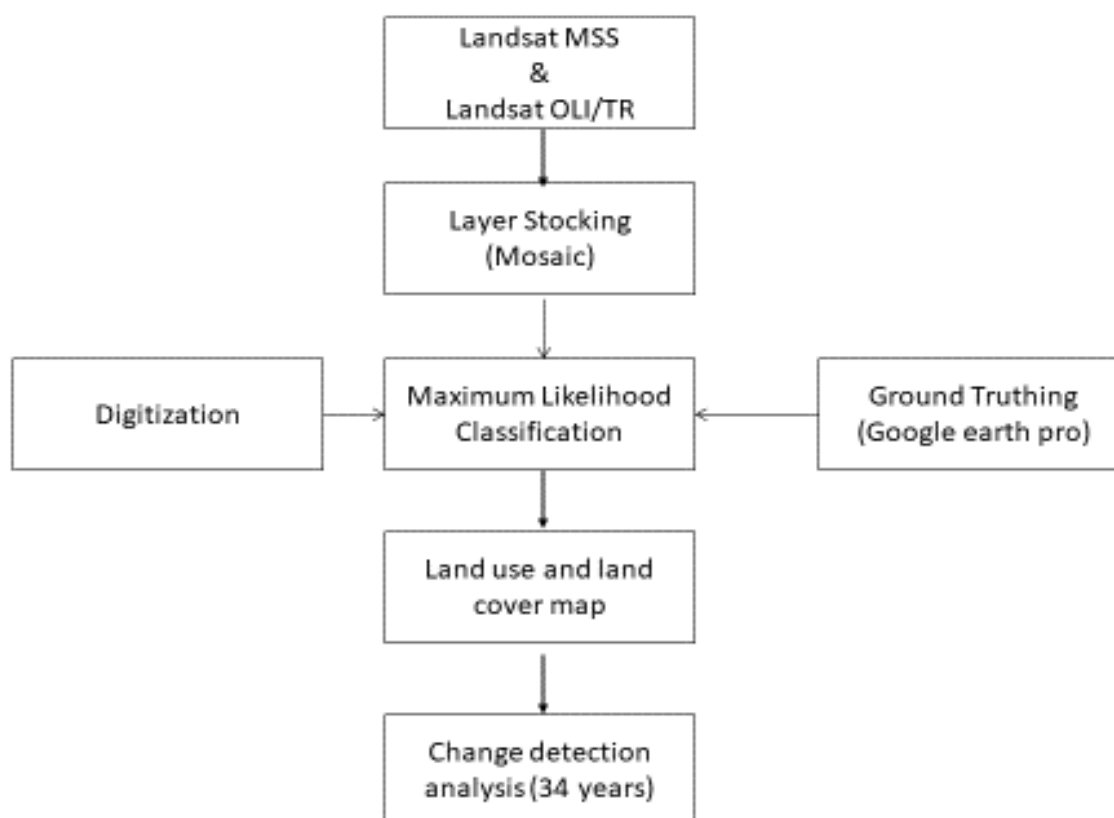 Landsat MSS
&
Landsat OLI/TR
Layer Stocking
(Mosaic)
Digitization
Maximum Likelihood
Classification
Ground Truthing
(Google earth pro)
Land use and land
cover map
Change detection
analysis (34 years)